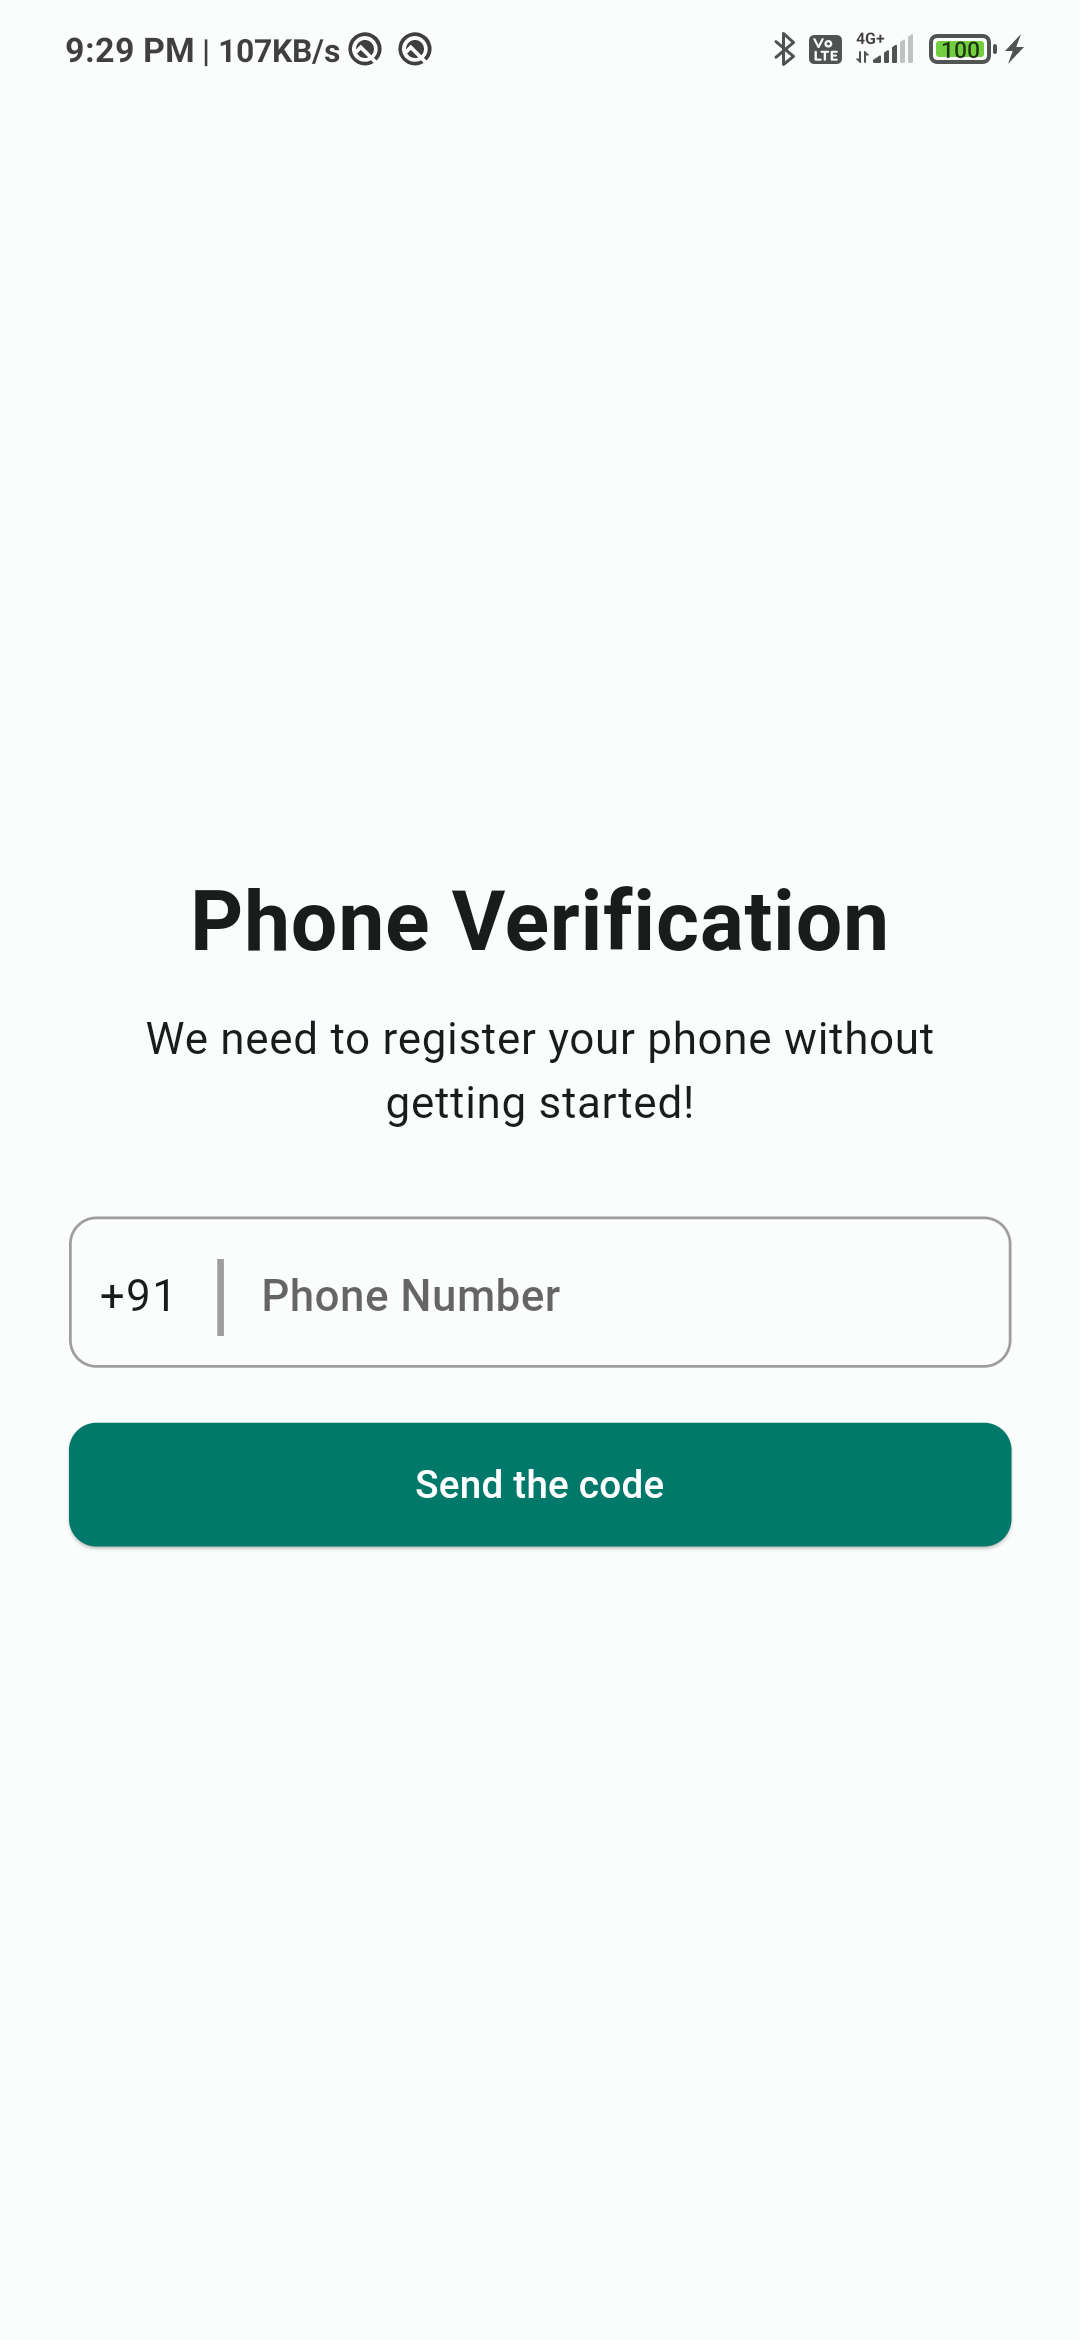 9:29 PM | 107KB/s
Vo LTE 4G+ 100
Phone Verification
We need to register your phone without
getting started!
+91 Phone Number
Send the code